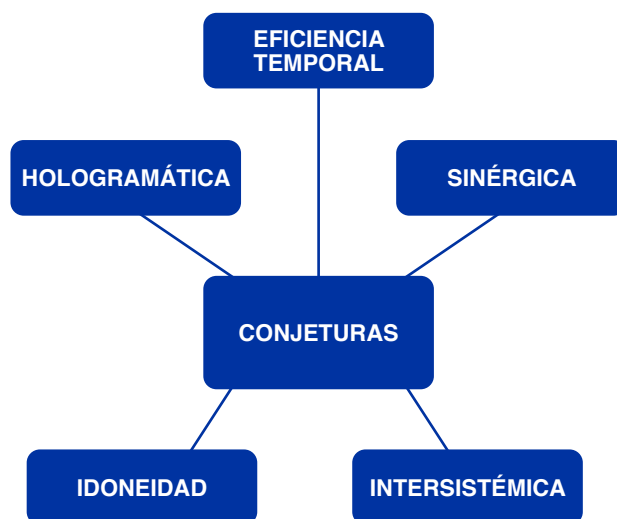 EFICIENCIA
TEMPORAL
HOLOGRAMÁTICA
SINÉRGICA
CONJETURAS
IDONEIDAD
INTERSISTÉMICA